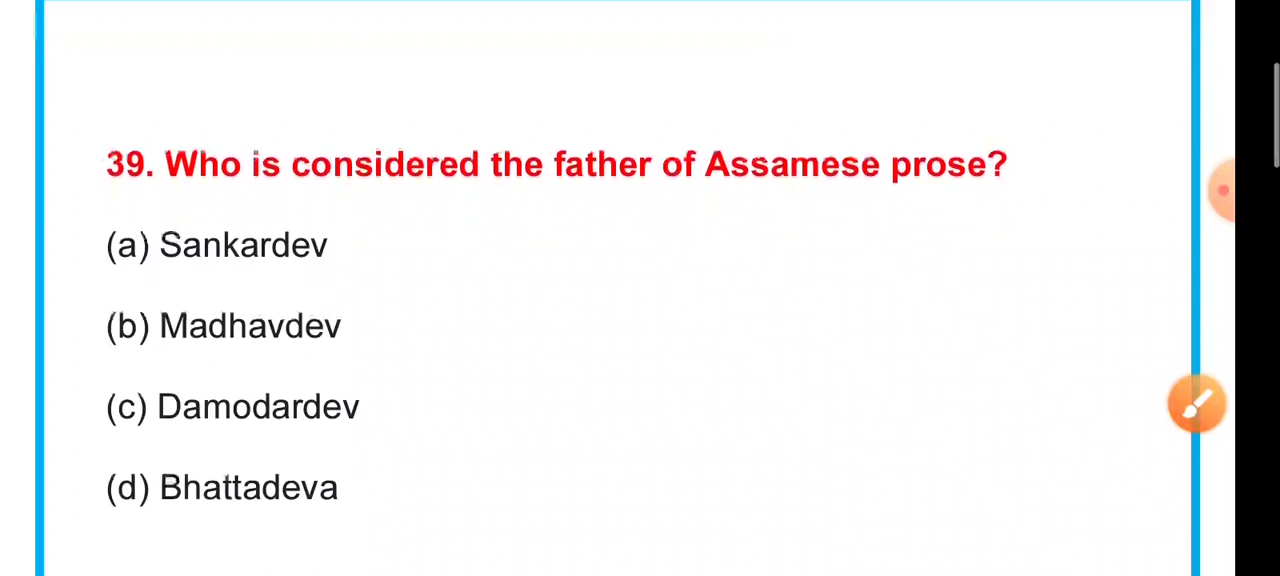 39. Who is considered the father of Assamese prose?
(a) Sankardev
(b) Madhavdev
(c) Damodardev
(d) Bhattadeva